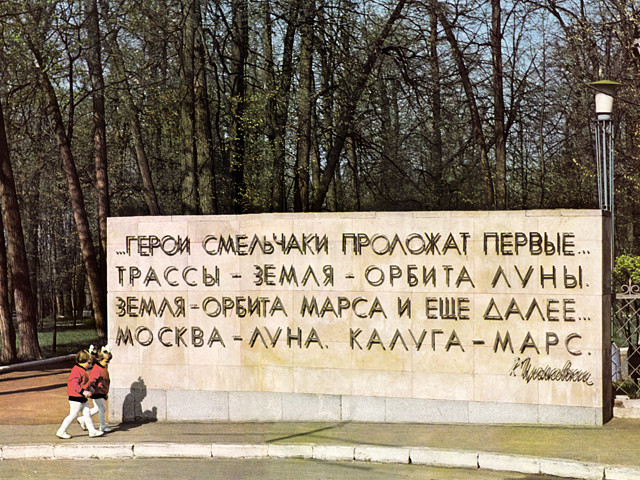 ...ГЕРОИ СМЕЛЬЧАКИ ПРОЛОЖАТ ПЕРВЫЕ...
ТРАССЫ - ЗЕМЛЯ - ОРБИТА ЛУНЫ.
ЗЕМЛЯ - ОРБИТА МАРСА И ЕЩЕ ДАЛЕЕ...
МОСКВА - ЛУНА. КАЛУГА - МАРС.
К. Циолковский